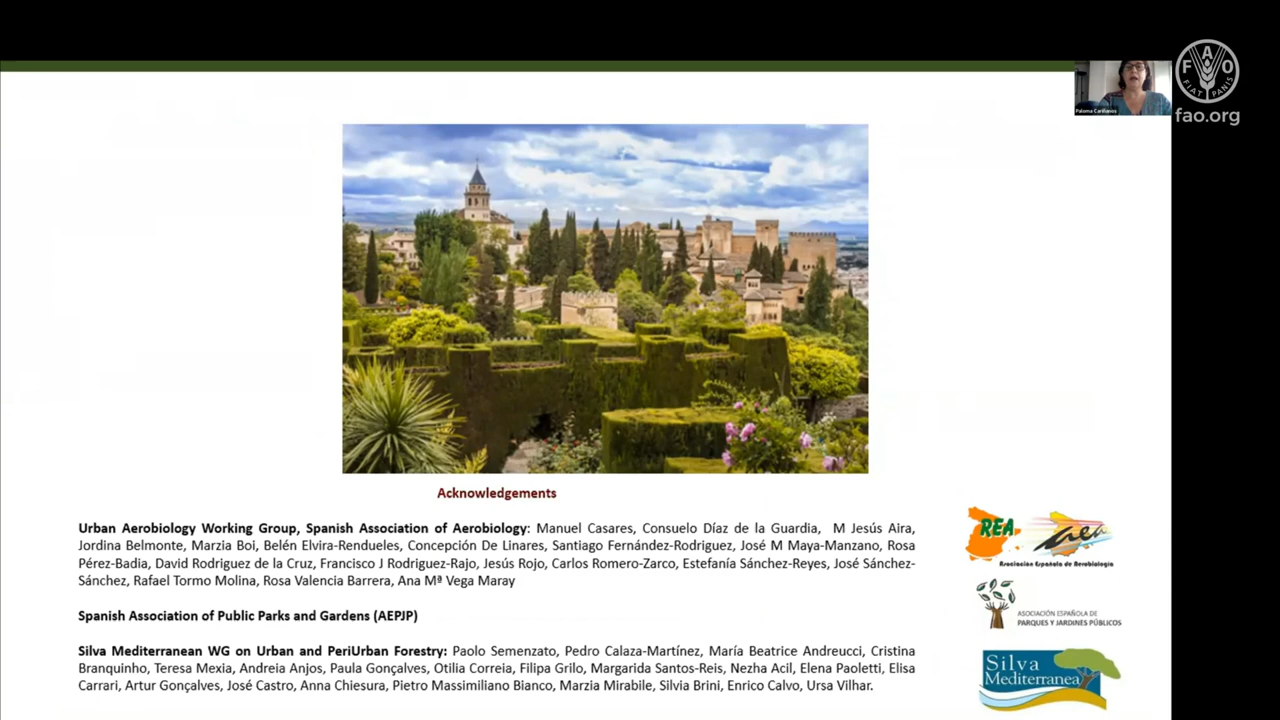 FAO
FIAT PANIS
fao.org
Paloma Cariñanos
Acknowledgements
Urban Aerobiology Working Group, Spanish Association of Aerobiology: Manuel Casares, Consuelo Díaz de la Guardia, M Jesús Aira,
Jordina Belmonte, Marzia Boi, Belén Elvira-Rendueles, Concepción De Linares, Santiago Fernández-Rodriguez, José M Maya-Manzano, Rosa
Pérez-Badia, David Rodriguez de la Cruz, Francisco J Rodriguez-Rajo, Jesús Rojo, Carlos Romero-Zarco, Estefanía Sánchez-Reyes, José Sánchez-
Sánchez, Rafael Tormo Molina, Rosa Valencia Barrera, Ana Mª Vega Maray
REA aea
Asociación Española de Aerobiología
Spanish Association of Public Parks and Gardens (AEPJP)
ASOCIACIÓN ESPAÑOLA DE
PARQUES Y JARDINES PÚBLICOS
Silva Mediterranean WG on Urban and PeriUrban Forestry: Paolo Semenzato, Pedro Calaza-Martínez, María Beatrice Andreucci, Cristina
Branquinho, Teresa Mexia, Andreia Anjos, Paula Gonçalves, Otilia Correia, Filipa Grilo, Margarida Santos-Reis, Nezha Acil, Elena Paoletti, Elisa
Carrari, Artur Gonçalves, José Castro, Anna Chiesura, Pietro Massimiliano Bianco, Marzia Mirabile, Silvia Brini, Enrico Calvo, Ursa Vilhar.
Silva
Mediterranea